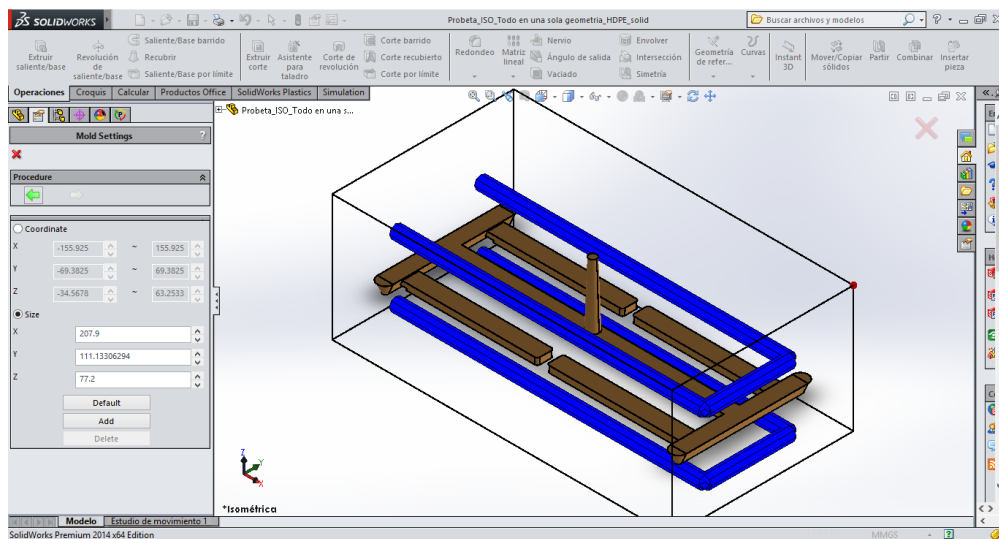 SOLIDWORKS
Probeta_ISO_Todo en una sola geometria_HDPE_solid
Buscar archivos y modelos
Extruir saliente/base
Revolución de saliente/base
Saliente/Base barrido
Recubrir
Saliente/Base por límite
Extruir corte
Asistente para taladro
Corte de revolución
Corte barrido
Corte recubierto
Corte por límite
Redondeo
Matriz lineal
Nervio
Ángulo de salida
Vaciado
Envolver
Intersección
Simetría
Geometría de refer...
Curvas
Instant 3D
Mover/Copiar sólidos
Partir
Combinar
Insertar pieza
Operaciones
Croquis
Calcular
Productos Office
SolidWorks Plastics
Simulation
Probeta_ISO_Todo en una s...
Mold Settings
?
Procedure
Coordinate
X -155.925 ~ 155.925
Y -69.3825 ~ 69.3825
Z -34.5678 ~ 63.2533
Size
X 207.9
Y 111.13306294
Z 77.2
Default
Add
Delete
Z
Y
X
*Isométrica
Modelo
Estudio de movimiento 1
SolidWorks Premium 2014 x64 Edition
MMGS